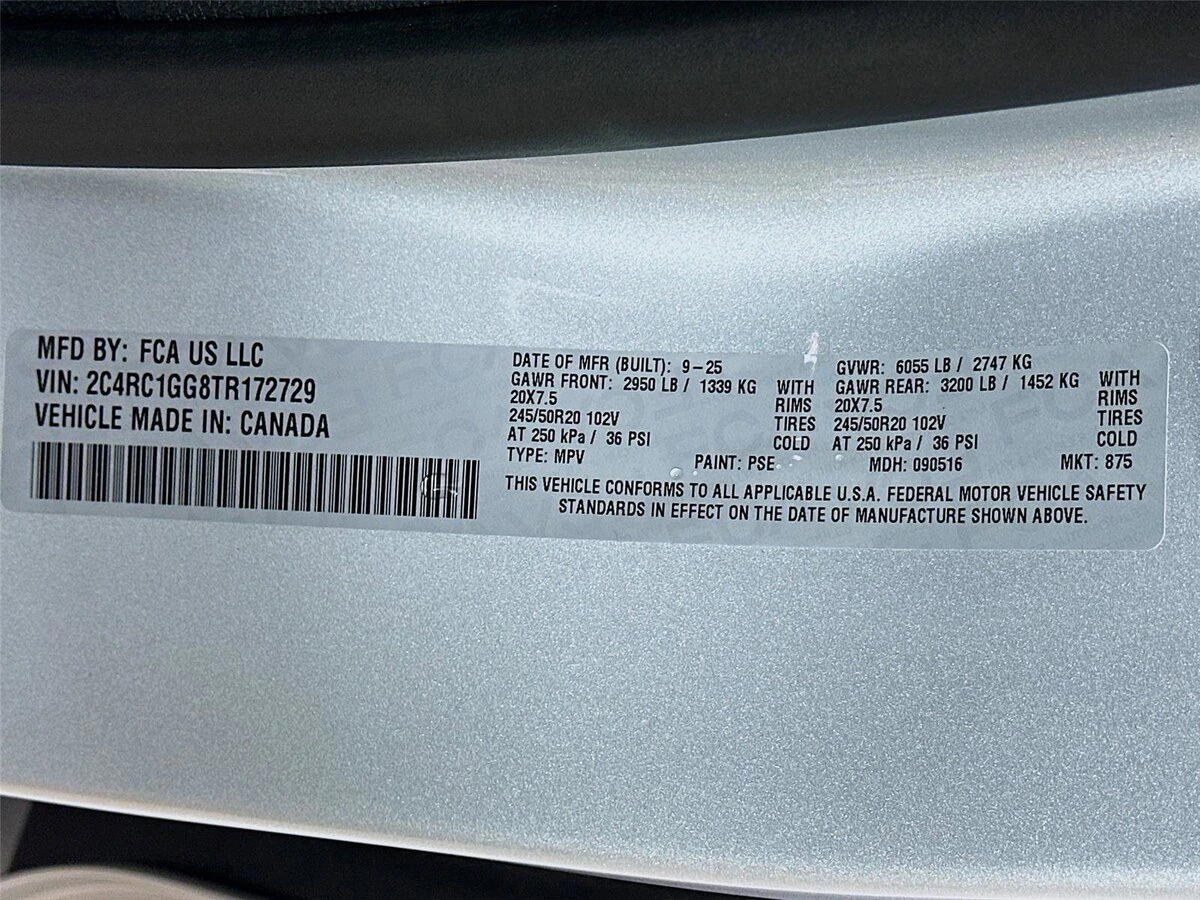 MFD BY: FCA US LLC
VIN: 2C4RC1GG8TR172729
VEHICLE MADE IN: CANADA
DATE OF MFR (BUILT): 9-25
GVWR: 6055 LB / 2747 KG
GAWR FRONT: 2950 LB / 1339 KG WITH
GAWR REAR: 3200 LB / 1452 KG WITH
20X7.5 RIMS
20X7.5 RIMS
245/50R20 102V TIRES
245/50R20 102V TIRES
AT 250 kPa / 36 PSI COLD
AT 250 kPa / 36 PSI COLD
TYPE: MPV PAINT: PSE MDH: 090516 MKT: 875
THIS VEHICLE CONFORMS TO ALL APPLICABLE U.S.A. FEDERAL MOTOR VEHICLE SAFETY
STANDARDS IN EFFECT ON THE DATE OF MANUFACTURE SHOWN ABOVE.